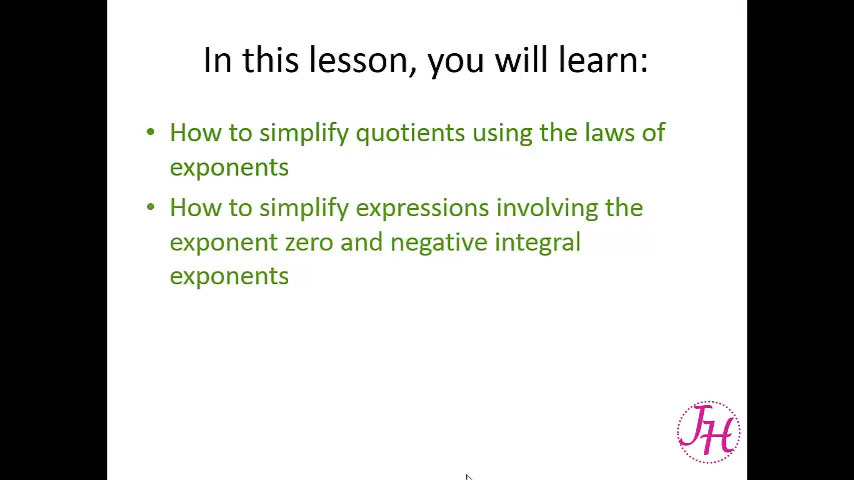 In this lesson, you will learn:
• How to simplify quotients using the laws of
exponents
• How to simplify expressions involving the
exponent zero and negative integral
exponents
JH